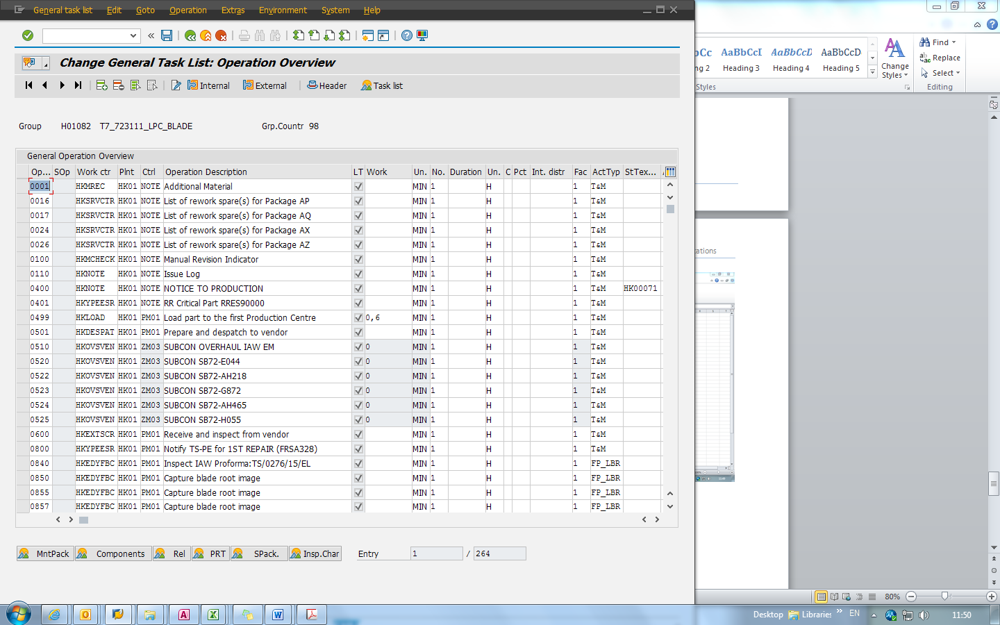 General task list Edit Goto Operation Extras Environment System Help
Change General Task List: Operation Overview
Internal External Header Task list
Group H01082 T7_723111_LPC_BLADE Grp.Countr 98
General Operation Overview
Op... SOp Work ctr Plnt Ctrl Operation Description LT Work Un. No. Duration Un. C Pct Int. distr Fac ActTyp StTex...
0001 HKMREC HK01 NOTE Additional Material MIN 1 H 1 T&M
0016 HKSRVCTR HK01 NOTE List of rework spare(s) for Package AP MIN 1 H 1 T&M
0017 HKSRVCTR HK01 NOTE List of rework spare(s) for Package AQ MIN 1 H 1 T&M
0024 HKSRVCTR HK01 NOTE List of rework spare(s) for Package AX MIN 1 H 1 T&M
0026 HKSRVCTR HK01 NOTE List of rework spare(s) for Package AZ MIN 1 H 1 T&M
0100 HKMCHECK HK01 NOTE Manual Revision Indicator MIN 1 H 1 T&M
0110 HKNOTE HK01 NOTE Issue Log MIN 1 H 1 T&M
0400 HKNOTE HK01 NOTE NOTICE TO PRODUCTION MIN 1 H 1 T&M HK00071
0401 HKYPEESR HK01 NOTE RR Critical Part RRES90000 MIN 1 H 1 T&M
0499 HKLOAD HK01 PM01 Load part to the first Production Centre 0,6 MIN 1 H 1 T&M
0501 HKDESPAT HK01 PM01 Prepare and despatch to vendor MIN 1 H 1 T&M
0510 HKOVSVEN HK01 ZM03 SUBCON OVERHAUL IAW EM 0 MIN 1 H 1 T&M
0520 HKOVSVEN HK01 ZM03 SUBCON SB72-E044 0 MIN 1 H 1 T&M
0522 HKOVSVEN HK01 ZM03 SUBCON SB72-AH218 0 MIN 1 H 1 T&M
0523 HKOVSVEN HK01 ZM03 SUBCON SB72-G872 0 MIN 1 H 1 T&M
0524 HKOVSVEN HK01 ZM03 SUBCON SB72-AH465 0 MIN 1 H 1 T&M
0525 HKOVSVEN HK01 ZM03 SUBCON SB72-H055 0 MIN 1 H 1 T&M
0600 HKEXTSCR HK01 PM01 Receive and inspect from vendor MIN 1 H 1 T&M
0800 HKYPEESR HK01 PM01 Notify TS-PE for 1ST REPAIR (FRSA328) MIN 1 H 1 T&M
0840 HKEDYFBC HK01 PM01 Inspect IAW Proforma:TS/0276/15/EL MIN 1 H 1 FP_LBR
0850 HKEDYFBC HK01 PM01 Capture blade root image MIN 1 H 1 FP_LBR
0855 HKEDYFBC HK01 PM01 Capture blade root image MIN 1 H 1 FP_LBR
0857 HKEDYFBC HK01 PM01 Capture blade root image MIN 1 H 1 FP_LBR
MntPack Components Rel PRT SPack. Insp.Char Entry 1 / 264
AaBbCcI AaBbCcD AaBbCcD
ng 2 Heading 3 Heading 4 Heading 5
Change Styles
Styles
Find
Replace
Select
Editing
ations
80%
Desktop Libraries EN 11:50